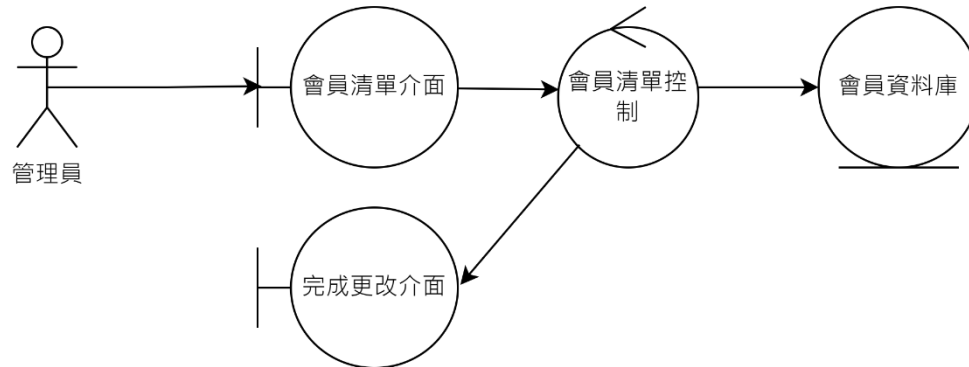 管理員
會員清單介面
會員清單控
制
會員資料庫
完成更改介面